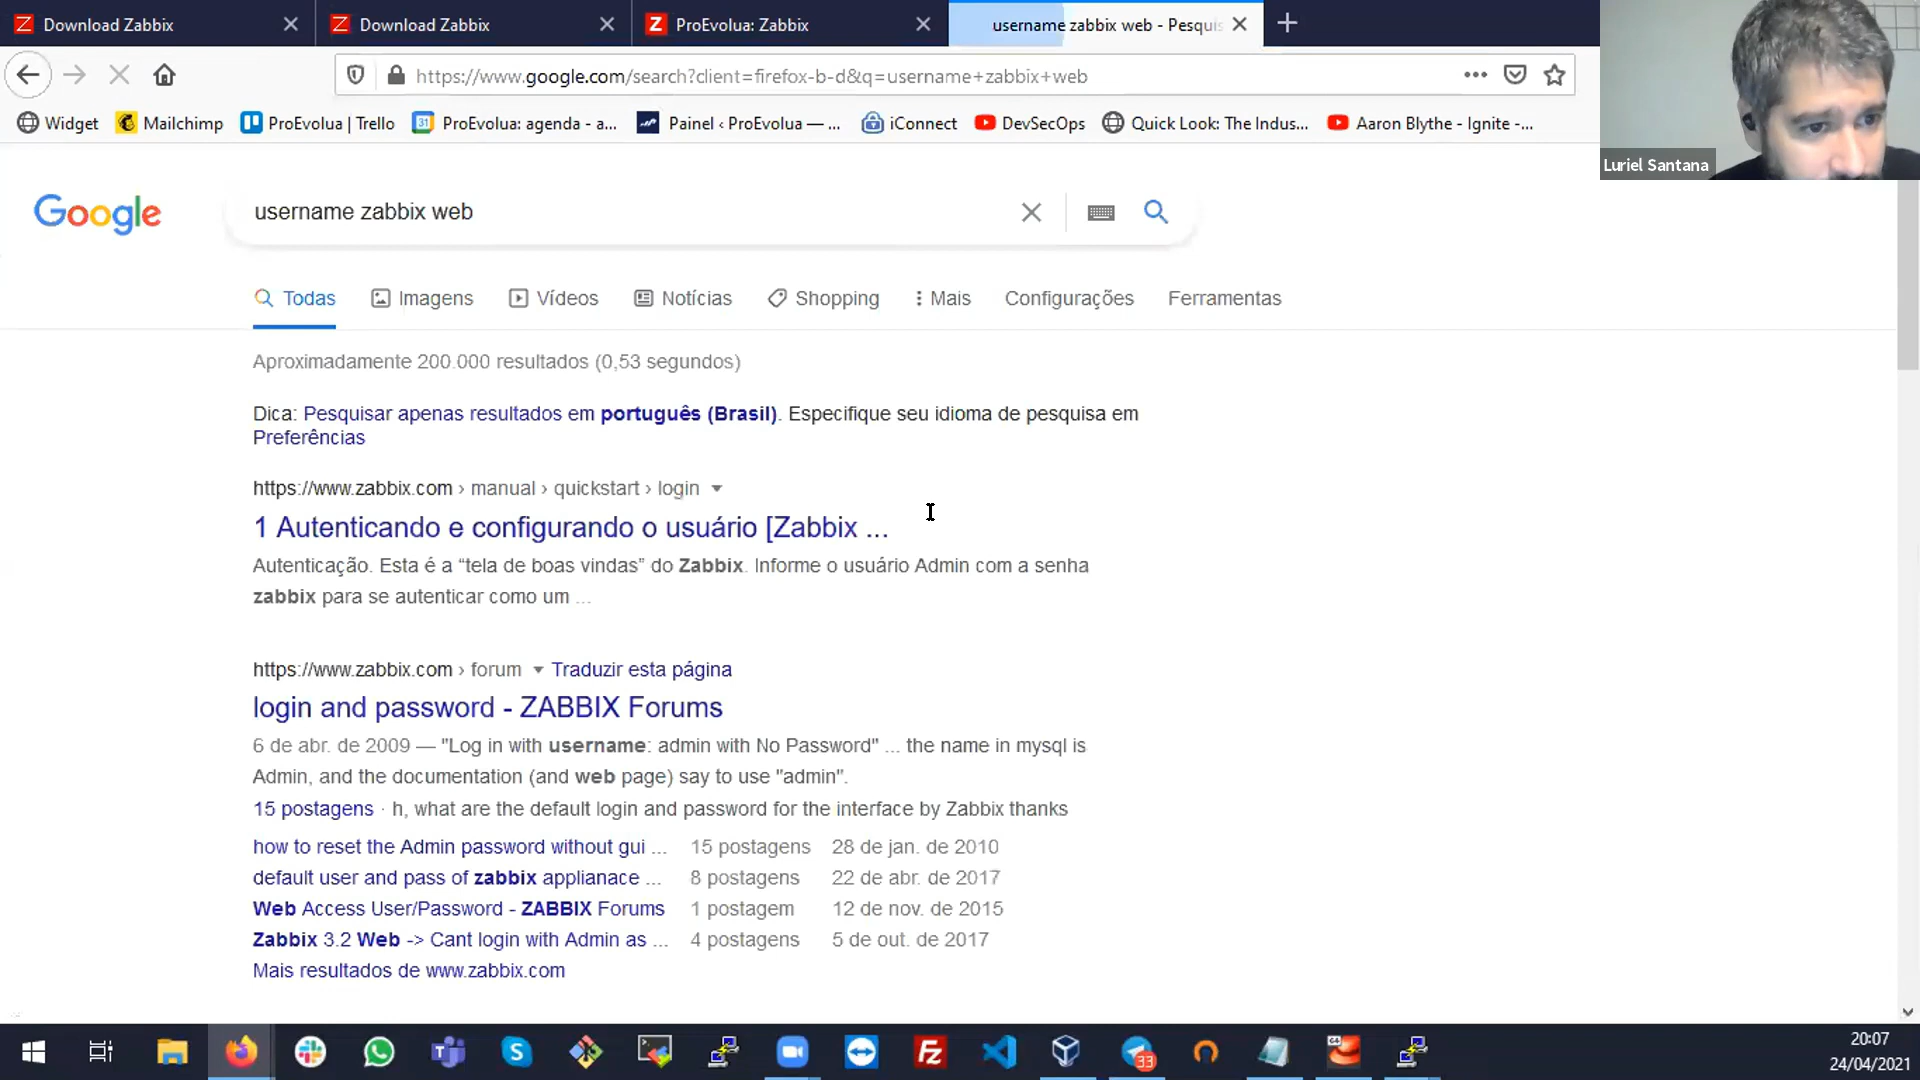 Download Zabbix
Download Zabbix
ProEvolua: Zabbix
username zabbix web - Pesquis
https://www.google.com/search?client=firefox-b-d&q=username+zabbix+web
Widget
Mailchimp
ProEvolua | Trello
31
ProEvolua: agenda - a...
Painel ‹ ProEvolua — ...
iConnect
DevSecOps
Quick Look: The Indus...
Aaron Blythe - Ignite -...
Luriel Santana
Google
username zabbix web
Todas
Imagens
Vídeos
Notícias
Shopping
Mais
Configurações
Ferramentas
Aproximadamente 200.000 resultados (0,53 segundos)
Dica: Pesquisar apenas resultados em português (Brasil). Especifique seu idioma de pesquisa em
Preferências
https://www.zabbix.com › manual › quickstart › login
1 Autenticando e configurando o usuário [Zabbix ...
Autenticação. Esta é a “tela de boas vindas” do Zabbix. Informe o usuário Admin com a senha
zabbix para se autenticar como um ...
https://www.zabbix.com › forum Traduzir esta página
login and password - ZABBIX Forums
6 de abr. de 2009 — "Log in with username: admin with No Password" ... the name in mysql is
Admin, and the documentation (and web page) say to use "admin".
15 postagens · h, what are the default login and password for the interface by Zabbix thanks
how to reset the Admin password without gui ... 15 postagens 28 de jan. de 2010
default user and pass of zabbix applianace ... 8 postagens 22 de abr. de 2017
Web Access User/Password - ZABBIX Forums 1 postagem 12 de nov. de 2015
Zabbix 3.2 Web -> Cant login with Admin as ... 4 postagens 5 de out. de 2017
Mais resultados de www.zabbix.com
33
20:07
24/04/2021